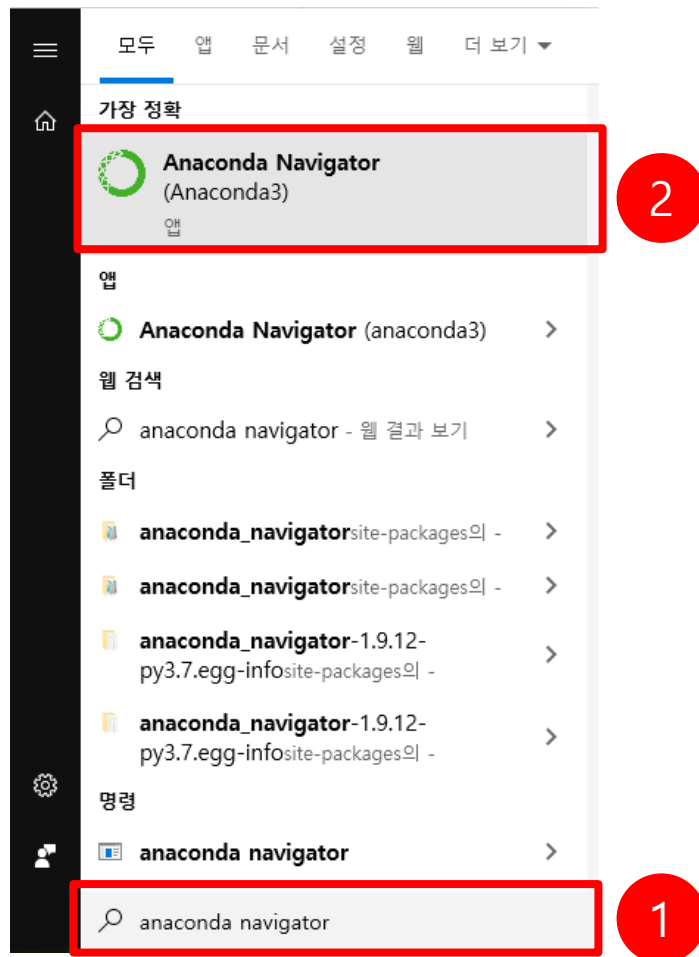 모두 앱 문서 설정 웹 더 보기
가장 정확
Anaconda Navigator
(Anaconda3)
앱
2
앱
Anaconda Navigator (anaconda3)
웹 검색
anaconda navigator - 웹 결과 보기
폴더
anaconda_navigatorsite-packages의 -
anaconda_navigatorsite-packages의 -
anaconda_navigator-1.9.12-
py3.7.egg-infosite-packages의 -
anaconda_navigator-1.9.12-
py3.7.egg-infosite-packages의 -
명령
anaconda navigator
anaconda navigator
1